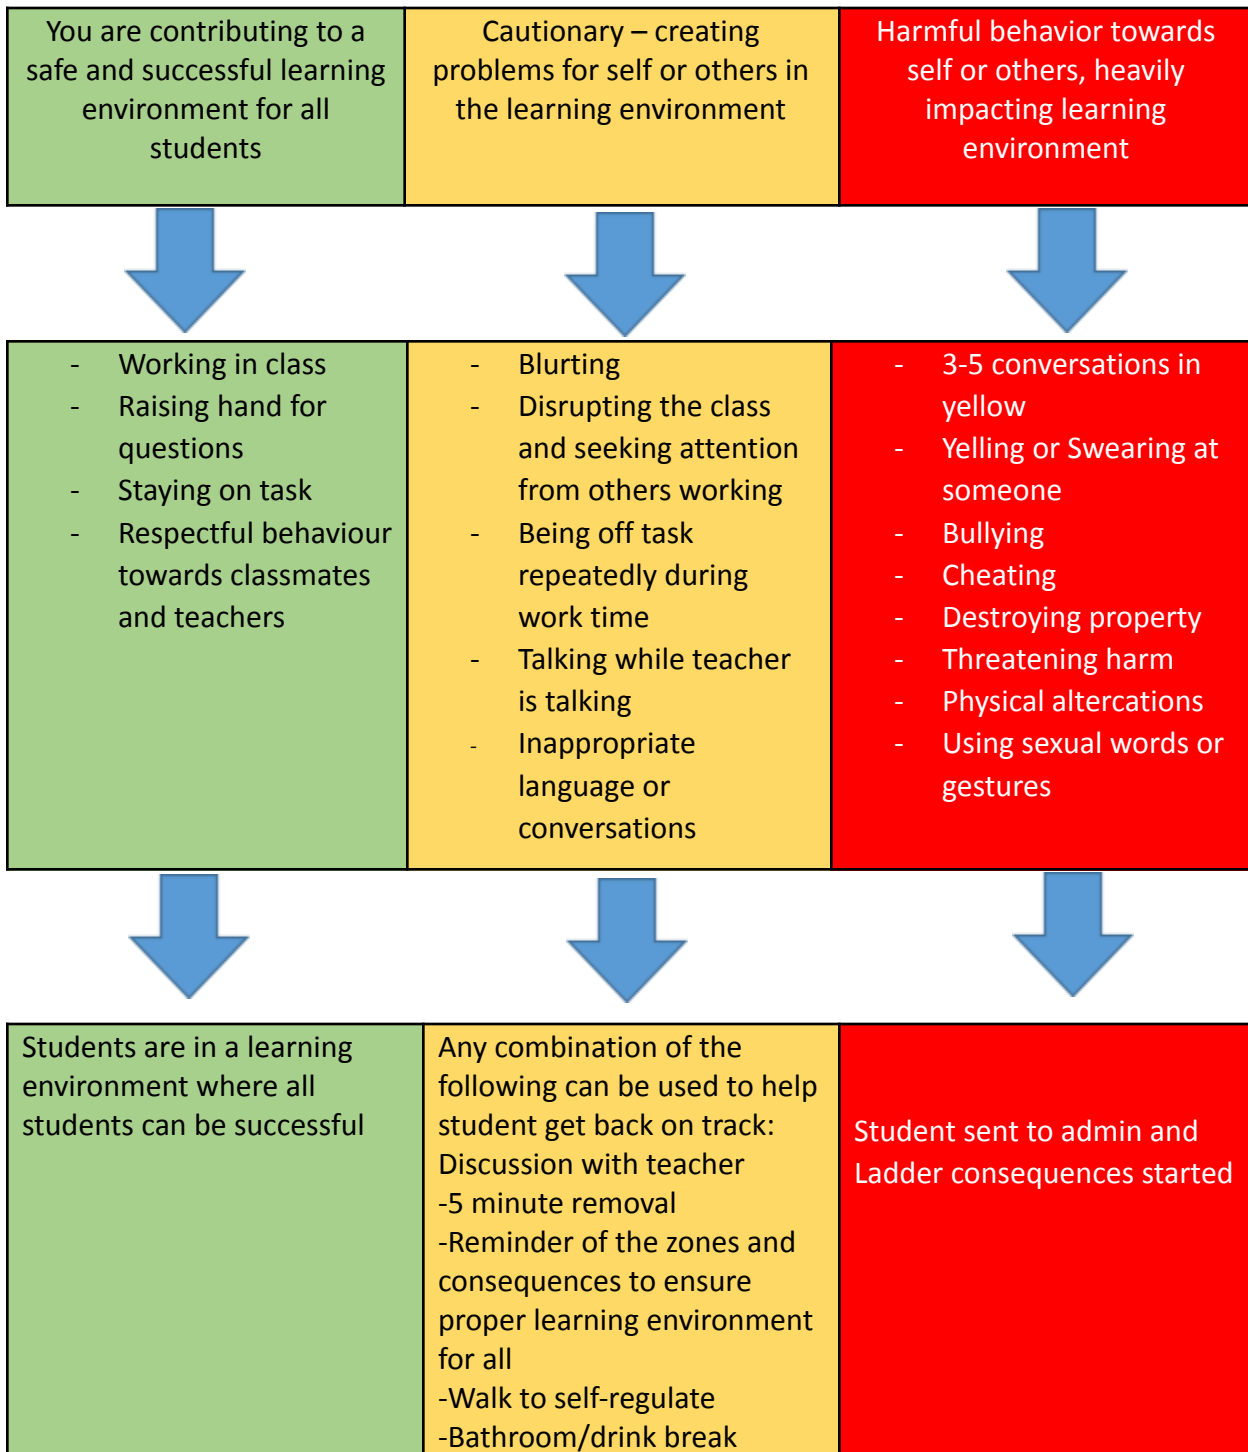 You are contributing to a
safe and successful learning
environment for all
students
Cautionary – creating
problems for self or others in
the learning environment
Harmful behavior towards
self or others, heavily
impacting learning
environment
- Working in class
- Raising hand for
questions
- Staying on task
- Respectful behaviour
towards classmates
and teachers
- Blurting
- Disrupting the class
and seeking attention
from others working
- Being off task
repeatedly during
work time
- Talking while teacher
is talking
- Inappropriate
language or
conversations
- 3-5 conversations in
yellow
- Yelling or Swearing at
someone
- Bullying
- Cheating
- Destroying property
- Threatening harm
- Physical altercations
- Using sexual words or
gestures
Students are in a learning
environment where all
students can be successful
Any combination of the
following can be used to help
student get back on track:
Discussion with teacher
-5 minute removal
-Reminder of the zones and
consequences to ensure
proper learning environment
for all
-Walk to self-regulate
-Bathroom/drink break
Student sent to admin and
Ladder consequences started